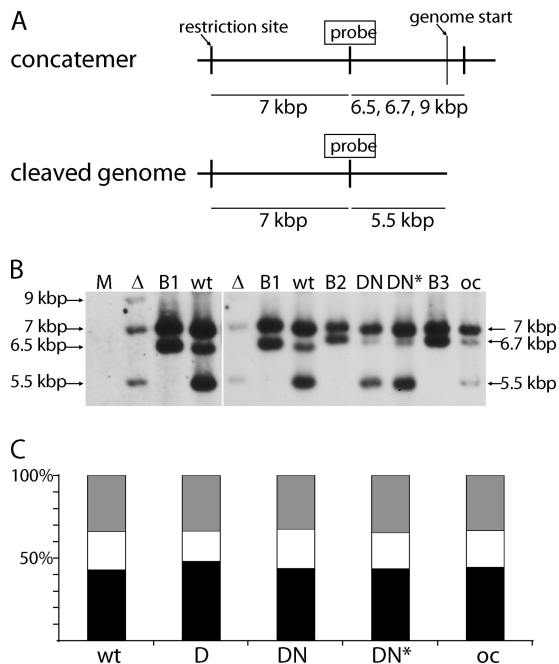 A
restriction site
probe
genome start
concatemer
7 kbp
6.5, 6.7, 9 kbp
probe
cleaved genome
7 kbp
5.5 kbp
B
M Δ B1 wt Δ B1 wt B2 DN DN* B3 oc
9 kbp
7 kbp
7 kbp
6.5 kbp
6.7 kbp
5.5 kbp
5.5 kbp
C
100%
50%
wt D DN DN* oc